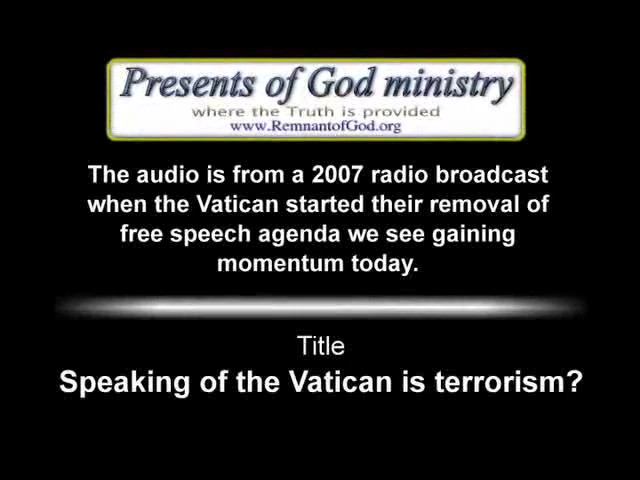 Presents of God ministry
where the Truth is provided
www.RemnantofGod.org
The audio is from a 2007 radio broadcast
when the Vatican started their removal of
free speech agenda we see gaining
momentum today.
Title
Speaking of the Vatican is terrorism?